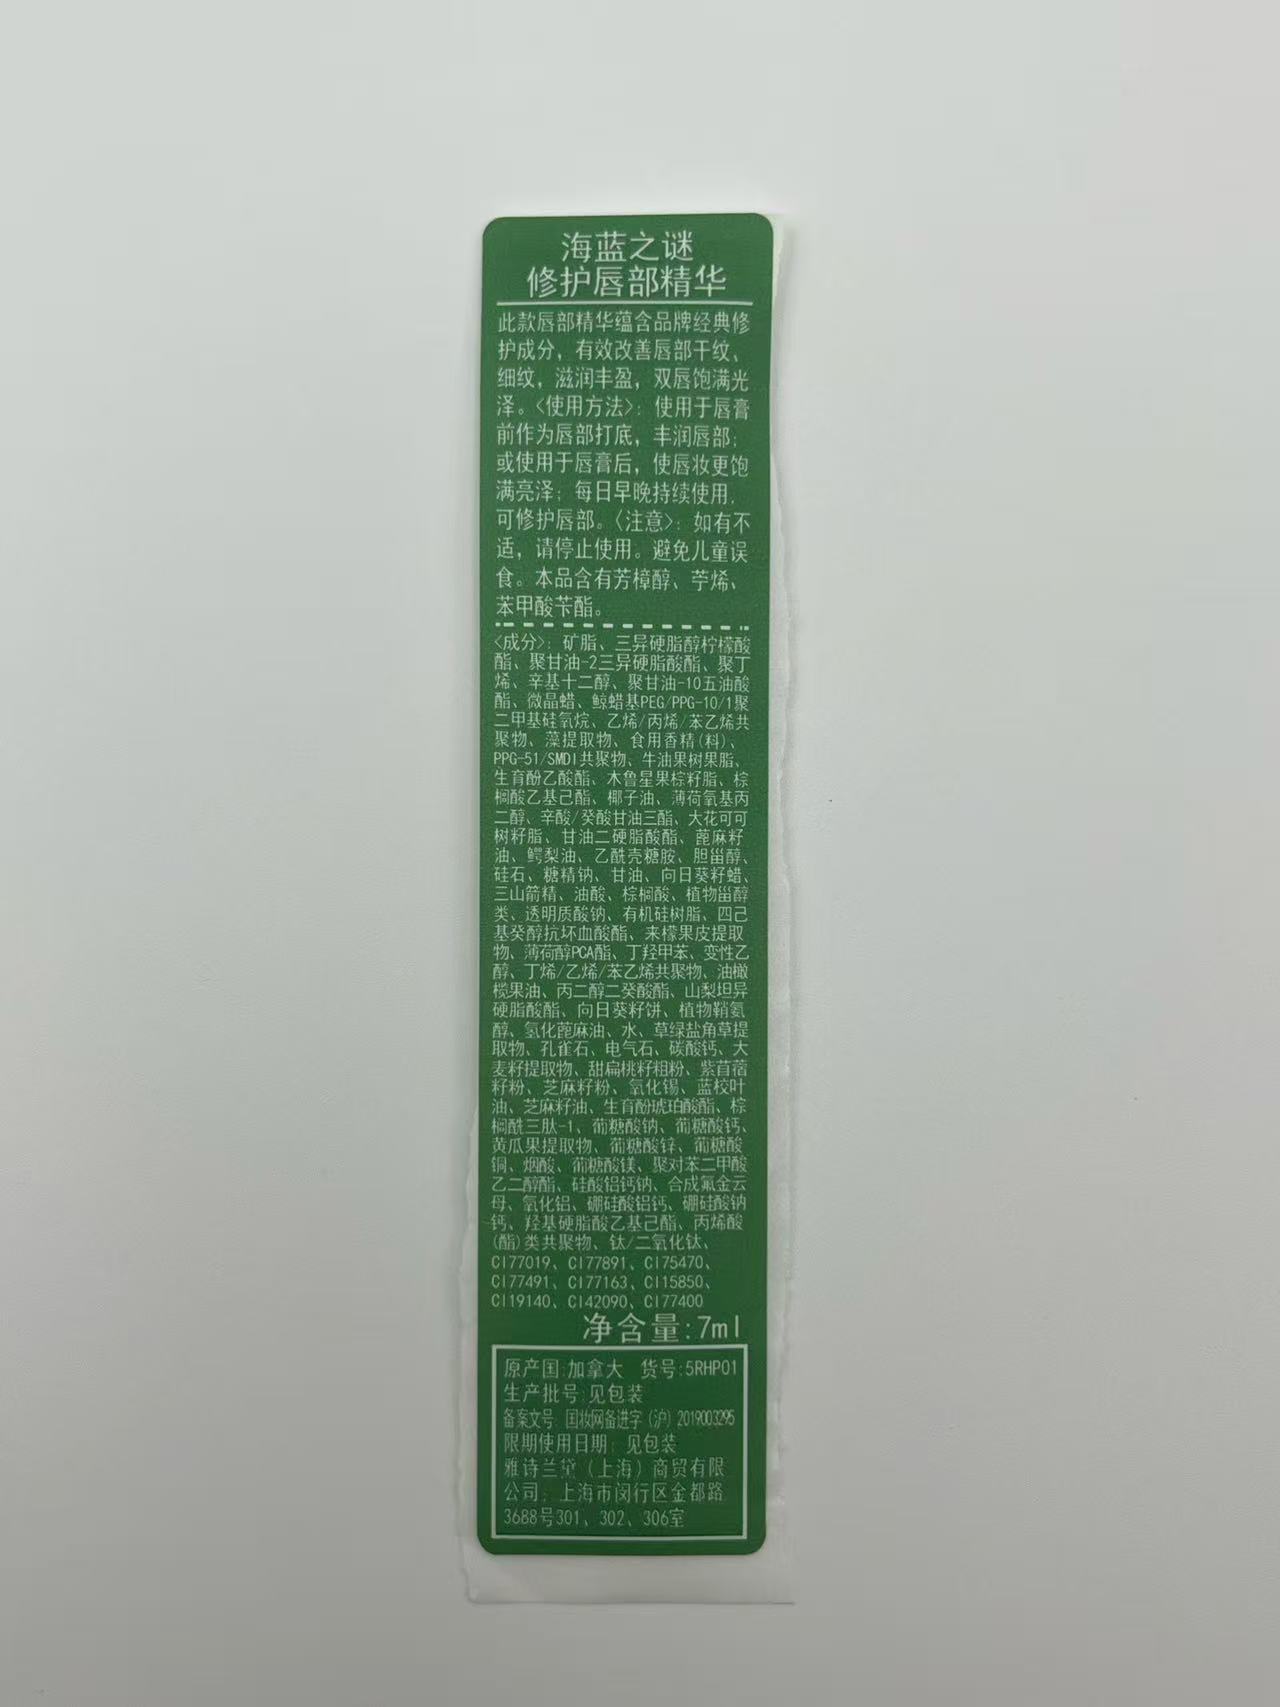 海蓝之谜
修护唇部精华
此款唇部精华蕴含品牌经典修
护成分，有效改善唇部干纹、
细纹，滋润丰盈，双唇饱满光
泽。<使用方法>：使用于唇膏
前作为唇部打底，丰润唇部；
或使用于唇膏后，使唇妆更饱
满亮泽；每日早晚持续使用，
可修护唇部。<注意>：如有不
适，请停止使用。避免儿童误
食。本品含有芳樟醇、苧烯、
苯甲酸苄酯。
<成分>：矿脂、三异硬脂醇柠檬酸
酯、聚甘油-2三异硬脂酸酯、聚丁
烯、辛基十二醇、聚甘油-10五油酸
酯、微晶蜡、鲸蜡基PEG/PPG-10/1聚
二甲基硅氧烷、乙烯/丙烯/苯乙烯共
聚物、藻提取物、食用香精(料)、
PPG-51/SMDI共聚物、牛油果树果脂、
生育酚乙酸酯、木鲁星果棕籽脂、棕
榈酸乙基己酯、椰子油、薄荷氧基丙
二醇、辛酸/癸酸甘油三酯、大花可可
树籽脂、甘油二硬脂酸酯、蓖麻籽
油、鳄梨油、乙酰壳糖胺、胆甾醇、
硅石、糖精钠、甘油、向日葵籽蜡、
三山嵛精、油酸、棕榈酸、植物甾醇
类、透明质酸钠、有机硅树脂、四己
基癸醇抗坏血酸酯、来檬果皮提取
物、薄荷醇PCA酯、丁羟甲苯、变性乙
醇、丁烯/乙烯/苯乙烯共聚物、油橄
榄果油、丙二醇二癸酸酯、山梨坦异
硬脂酸酯、向日葵籽饼、植物鞘氨
醇、氢化蓖麻油、水、草绿盐角草提
取物、孔雀石、电气石、碳酸钙、大
麦籽提取物、甜扁桃籽粗粉、紫苜蓿
籽粉、芝麻籽粉、氧化锡、蓝桉叶
油、芝麻籽油、生育酚琥珀酸酯、棕
榈酰三肽-1、葡糖酸钠、葡糖酸钙、
黄瓜果提取物、葡糖酸锌、葡糖酸
铜、烟酸、葡糖酸镁、聚对苯二甲酸
乙二醇酯、硅酸铝钙钠、合成氟金云
母、氧化铝、硼硅酸铝钙、硼硅酸钠
钙、羟基硬脂酸乙基己酯、丙烯酸
(酯)类共聚物、钛/二氧化钛、
CI77019、CI77891、CI75470、
CI77491、CI77163、CI15850、
CI19140、CI42090、CI77400
净含量:7ml
原产国:加拿大 货号:5RHP01
生产批号:见包装
备案文号：国妆网备进字（沪）2019003295
限期使用日期：见包装
雅诗兰黛（上海）商贸有限
公司：上海市闵行区金都路
3688号301、302、306室